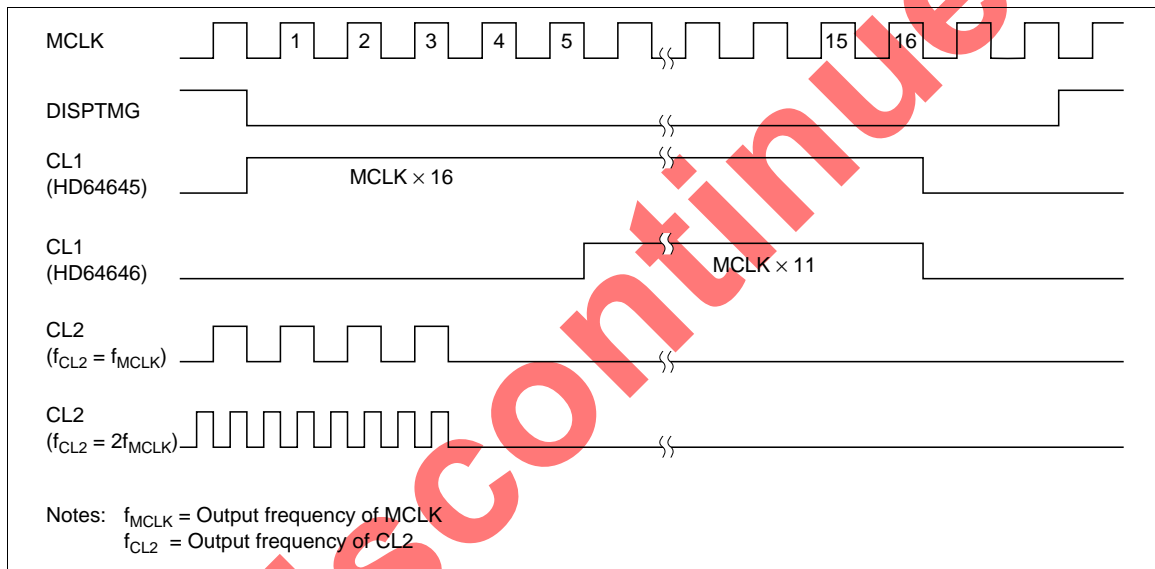 MCLK 1 2 3 4 5 15 16
DISPTMG
CL1
(HD64645)
MCLK × 16
CL1
(HD64646)
MCLK × 11
CL2
(fCL2 = fMCLK)
CL2
(fCL2 = 2fMCLK)
Notes: fMCLK = Output frequency of MCLK
fCL2 = Output frequency of CL2
iscontinue